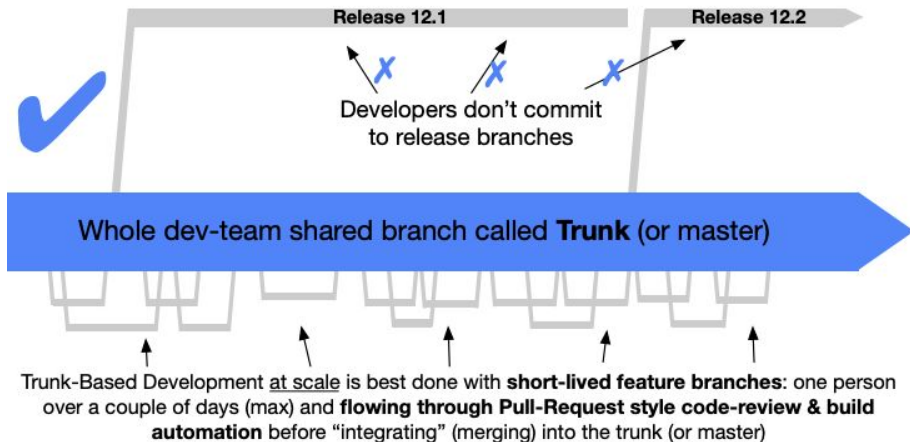 Release 12.1
Release 12.2
Developers don’t commit
to release branches
Whole dev-team shared branch called Trunk (or master)
Trunk-Based Development at scale is best done with short-lived feature branches: one person
over a couple of days (max) and flowing through Pull-Request style code-review & build
automation before “integrating” (merging) into the trunk (or master)